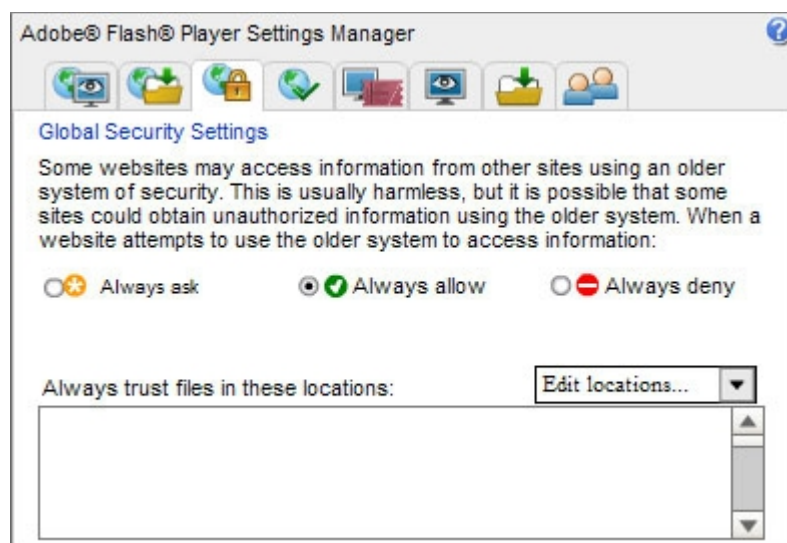 Adobe® Flash® Player Settings Manager
Global Security Settings
Some websites may access information from other sites using an older
system of security. This is usually harmless, but it is possible that some
sites could obtain unauthorized information using the older system. When a
website attempts to use the older system to access information:
Always ask Always allow Always deny
Always trust files in these locations: Edit locations...